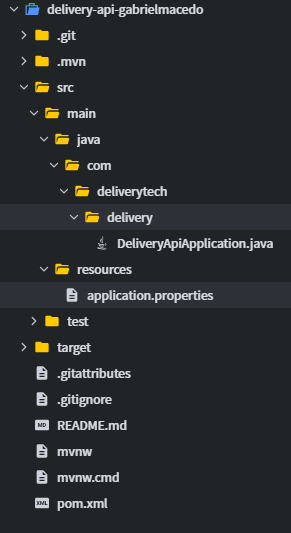 delivery-api-gabrielmacedo
.git
.mvn
src
main
java
com
deliverytech
delivery
DeliveryApiApplication.java
resources
application.properties
test
target
.gitattributes
.gitignore
MD README.md
mvnw
mvnw.cmd
XML pom.xml